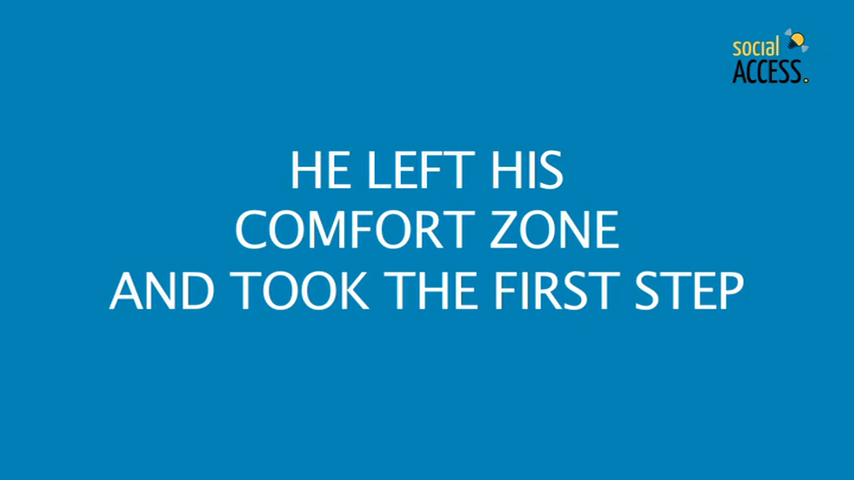 social
ACCESS.
HE LEFT HIS
COMFORT ZONE
AND TOOK THE FIRST STEP